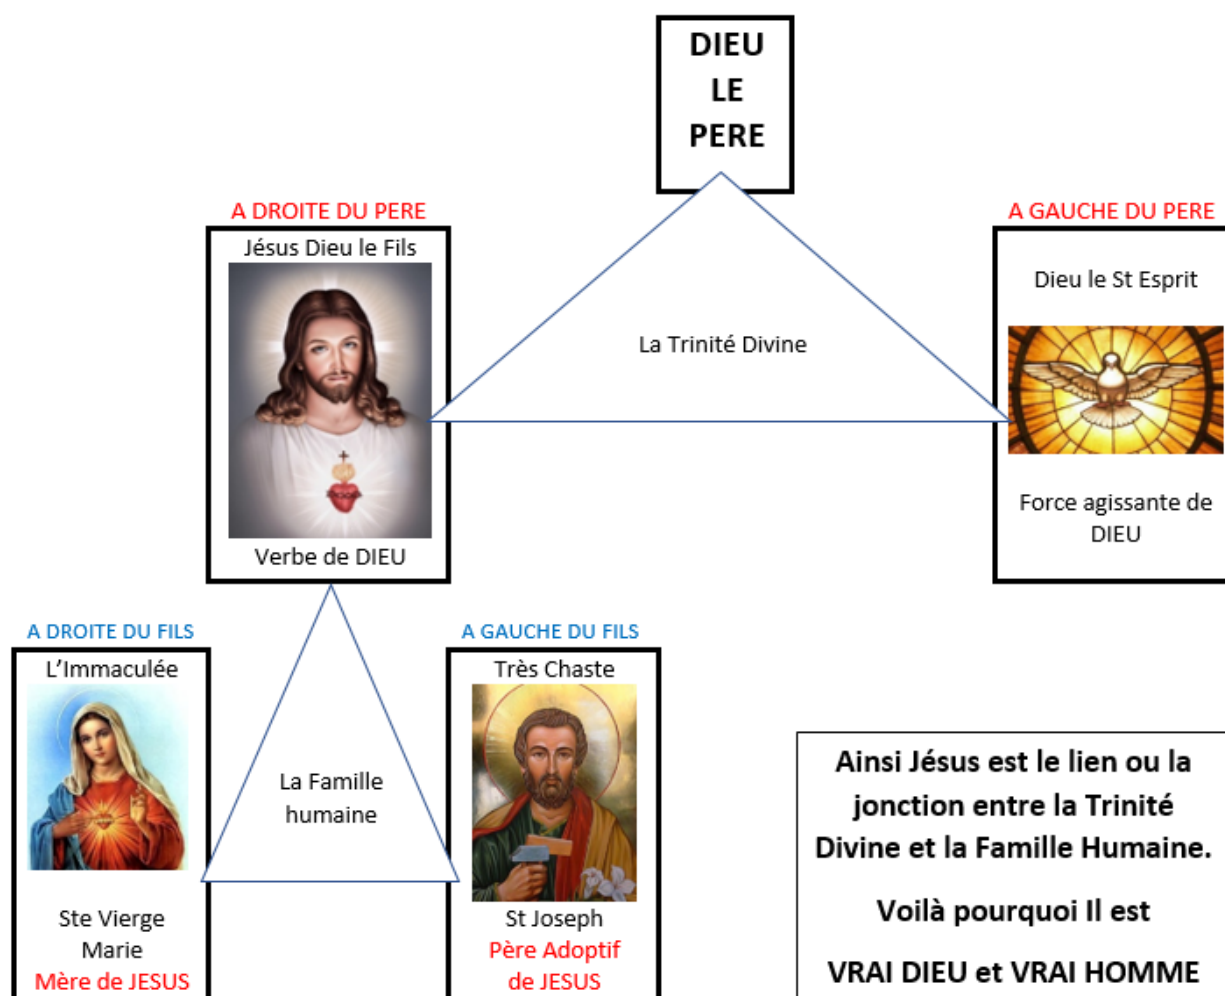 DIEU
LE
PERE
A DROITE DU PERE
Jésus Dieu le Fils
Verbe de DIEU
La Trinité Divine
A GAUCHE DU PERE
Dieu le St Esprit
Force agissante de
DIEU
A DROITE DU FILS
L’Immaculée
Ste Vierge
Marie
Mère de JESUS
La Famille
humaine
A GAUCHE DU FILS
Très Chaste
St Joseph
Père Adoptif
de JESUS
Ainsi Jésus est le lien ou la
jonction entre la Trinité
Divine et la Famille Humaine.
Voilà pourquoi Il est
VRAI DIEU et VRAI HOMME